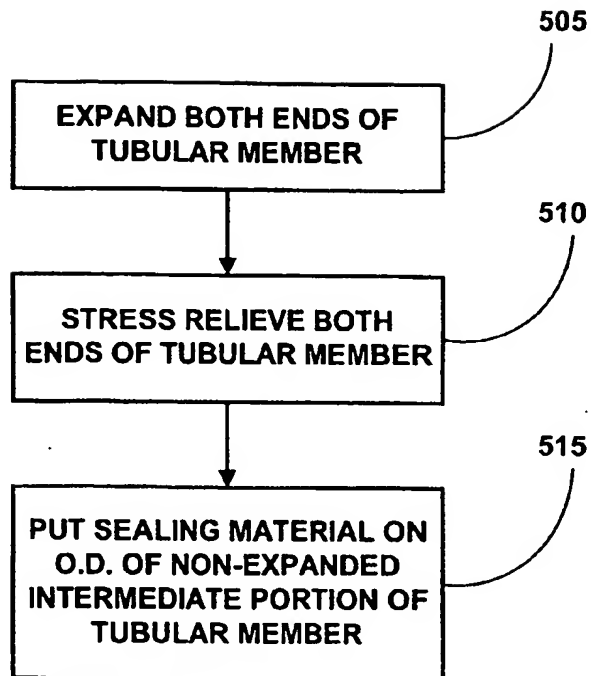 505
EXPAND BOTH ENDS OF
TUBULAR MEMBER
510
STRESS RELIEVE BOTH
ENDS OF TUBULAR MEMBER
515
PUT SEALING MATERIAL ON
O.D. OF NON-EXPANDED
INTERMEDIATE PORTION OF
TUBULAR MEMBER